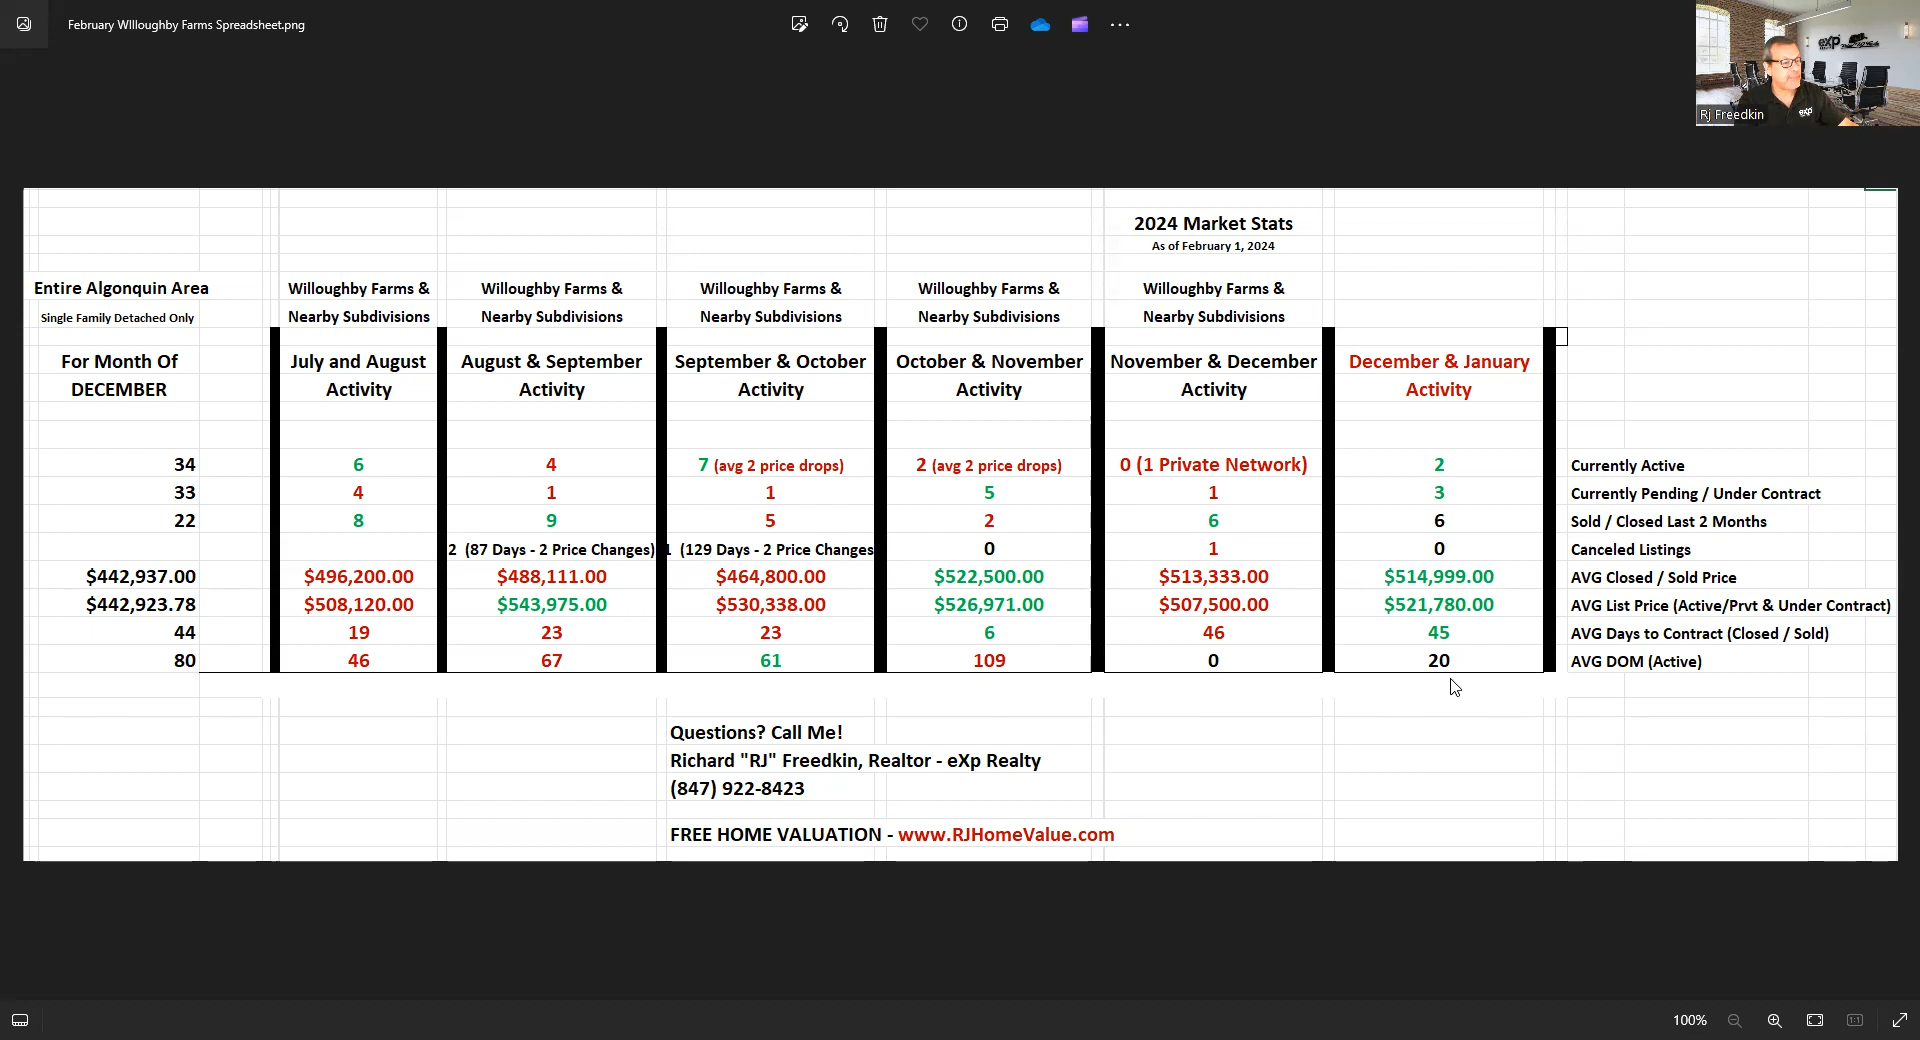 February WIlloughby Farms Spreadsheet.png
eXp
Rj Freedkin
exp
2024 Market Stats
As of February 1, 2024
Entire Algonquin Area
Willoughby Farms &
Willoughby Farms &
Willoughby Farms &
Willoughby Farms &
Willoughby Farms &
Single Family Detached Only
Nearby Subdivisions
Nearby Subdivisions
Nearby Subdivisions
Nearby Subdivisions
Nearby Subdivisions
For Month Of
July and August
August & September
September & October
October & November
November & December
December & January
DECEMBER
Activity
Activity
Activity
Activity
Activity
Activity
34 6 4 7 (avg 2 price drops) 2 (avg 2 price drops) 0 (1 Private Network) 2 Currently Active
33 4 1 1 5 1 3 Currently Pending / Under Contract
22 8 9 5 2 6 6 Sold / Closed Last 2 Months
2 (87 Days - 2 Price Changes) 1 (129 Days - 2 Price Changes 0 1 0 Canceled Listings
$442,937.00 $496,200.00 $488,111.00 $464,800.00 $522,500.00 $513,333.00 $514,999.00 AVG Closed / Sold Price
$442,923.78 $508,120.00 $543,975.00 $530,338.00 $526,971.00 $507,500.00 $521,780.00 AVG List Price (Active/Prvt & Under Contract)
44 19 23 23 6 46 45 AVG Days to Contract (Closed / Sold)
80 46 67 61 109 0 20 AVG DOM (Active)
Questions? Call Me!
Richard "RJ" Freedkin, Realtor - eXp Realty
(847) 922-8423
FREE HOME VALUATION - www.RJHomeValue.com
100%
1:1